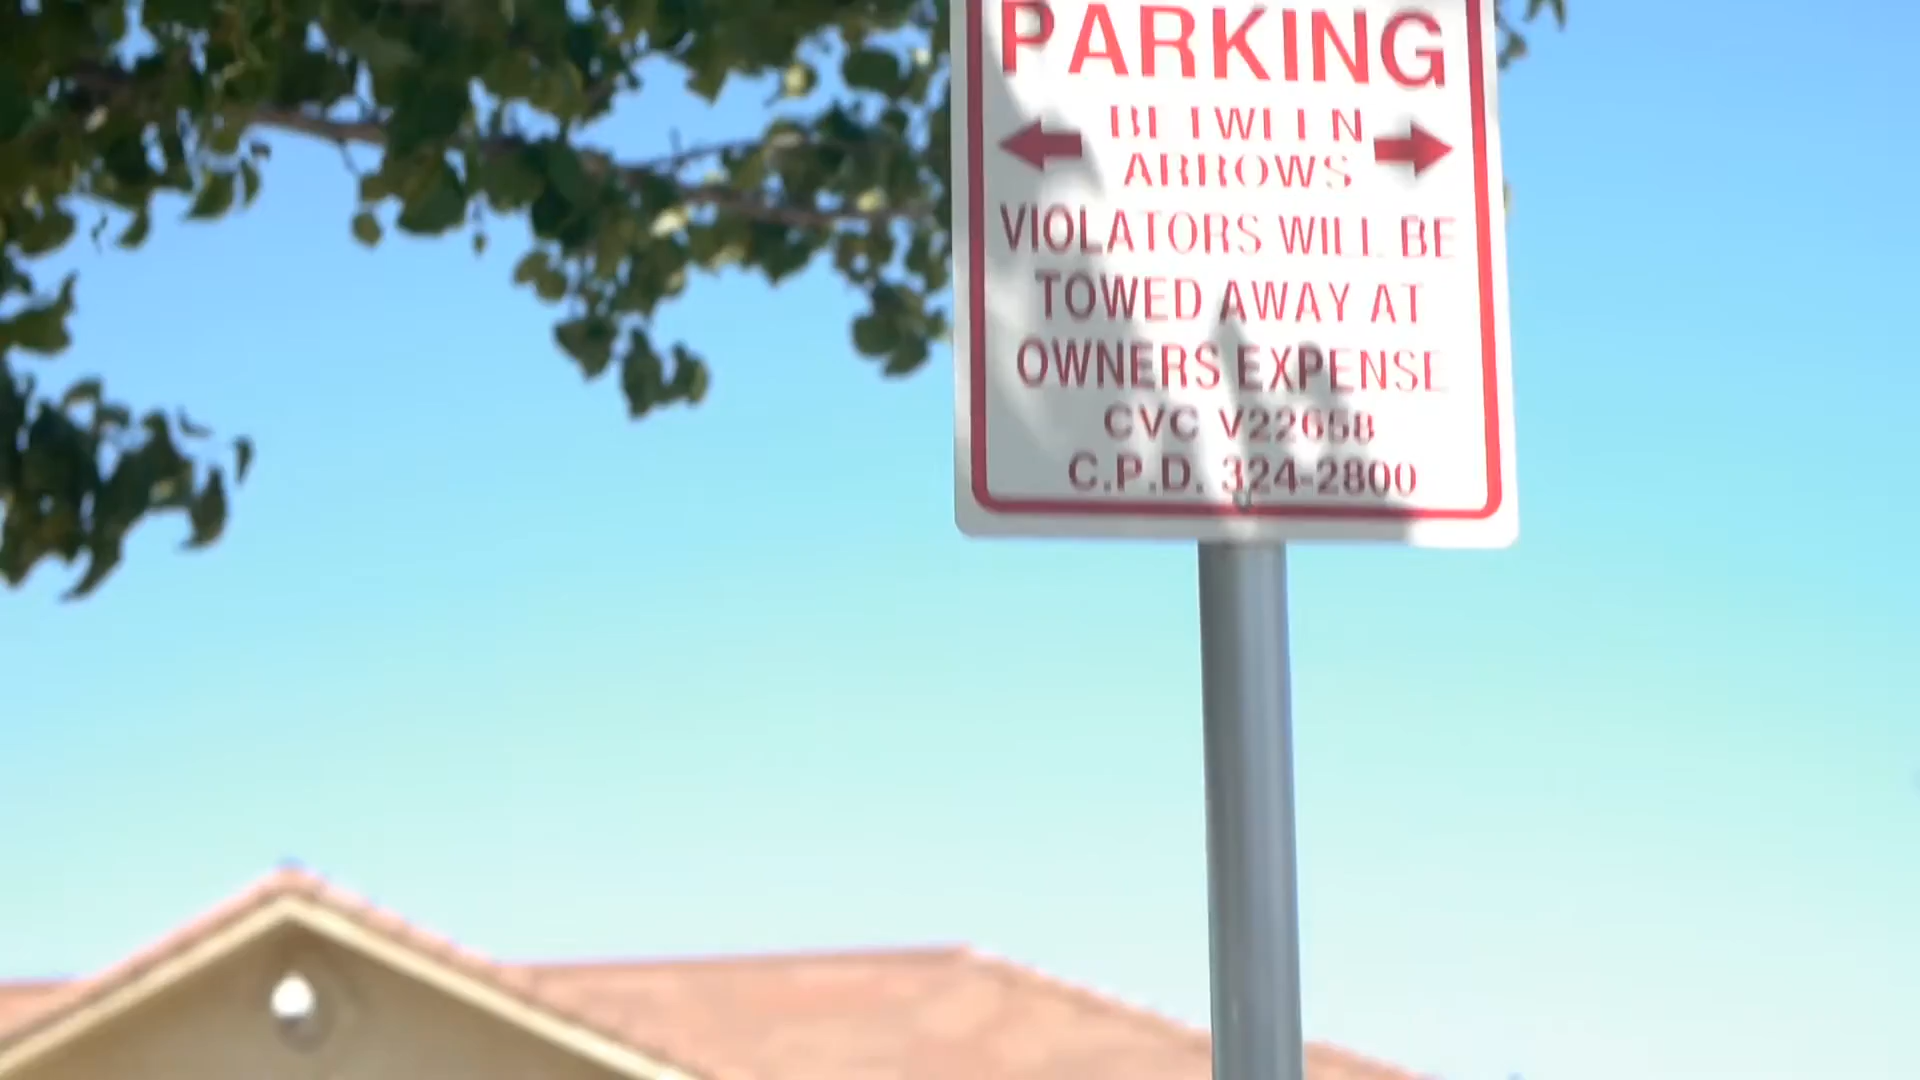 PARKING
BETWEEN
ARROWS
VIOLATORS WILL BE
TOWED AWAY AT
OWNERS EXPENSE
CVC V22658
C.P.D. 324-2800